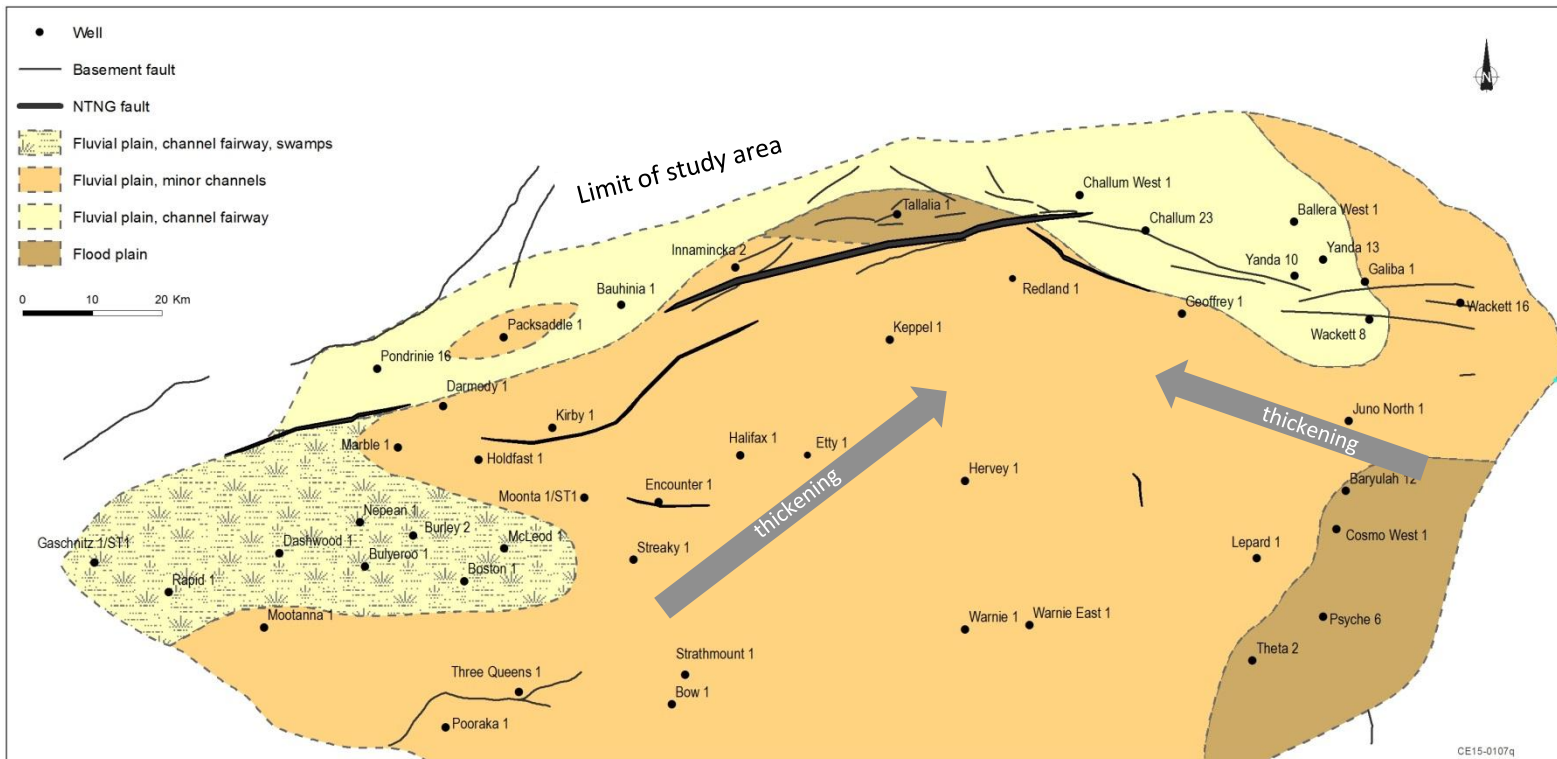 Well
Basement fault
NTNG fault
Fluvial plain, channel fairway, swamps
Fluvial plain, minor channels
Fluvial plain, channel fairway
Flood plain
0 10 20 Km
N
Limit of study area
Challum West 1
Tallalia 1
Challum 23
Ballera West 1
Innamincka 2
Yanda 13
Yanda 10
Galiba 1
Bauhinia 1
Redland 1
Geoffrey 1
Wackett 16
Packsaddle 1
Wackett 8
Keppel 1
Pondrinie 16
Darmody 1
Kirby 1
Juno North 1
thickening
Marble 1
Holdfast 1
Halifax 1
Etty 1
Hervey 1
Encounter 1
Baryulah 12
Moonta 1/ST1
thickening
Nepean 1
Burley 2
Cosmo West 1
Gaschnitz 1/ST1
Dashwood 1
McLeod 1
Bulyeroo 1
Streaky 1
Lepard 1
Rapid 1
Boston 1
Mootanna 1
Warnie 1
Warnie East 1
Psyche 6
Theta 2
Strathmount 1
Three Queens 1
Bow 1
Pooraka 1
CE15-0107q